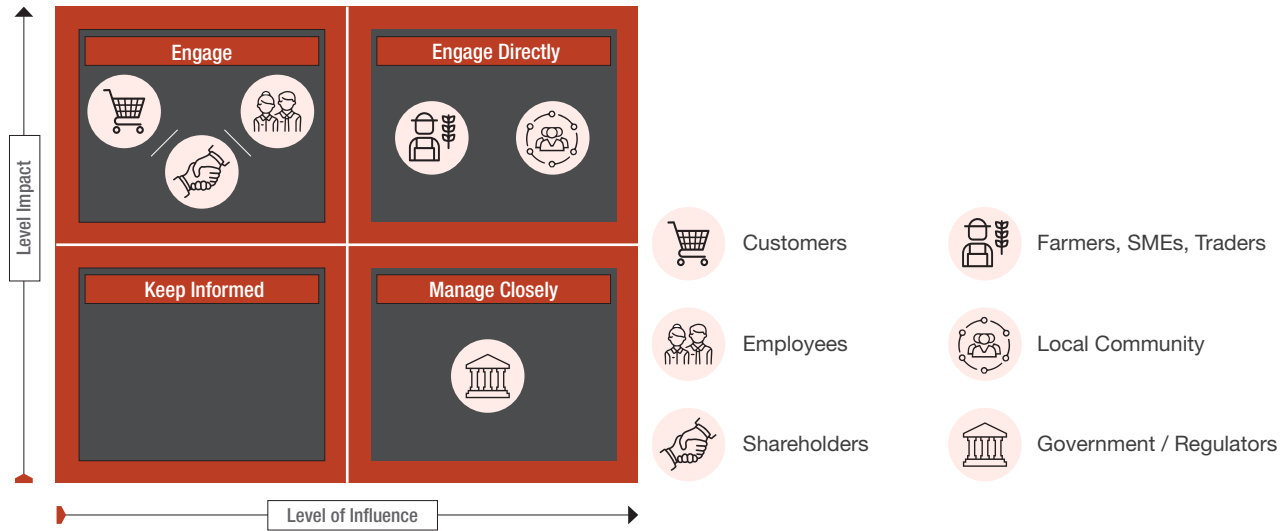 Level Impact
Engage
Engage Directly
Keep Informed
Manage Closely
Level of Influence
Customers
Farmers, SMEs, Traders
Employees
Local Community
Shareholders
Government / Regulators